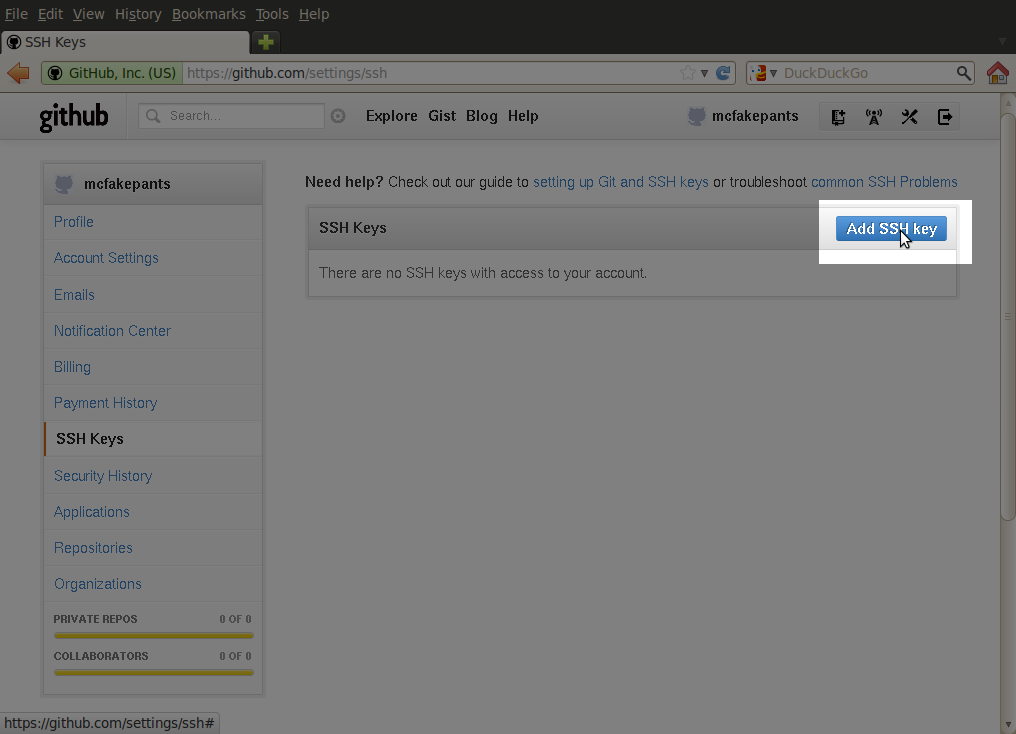 File Edit View History Bookmarks Tools Help
SSH Keys
GitHub, Inc. (US) https://github.com/settings/ssh DuckDuckGo
github Search... Explore Gist Blog Help mcfakepants
mcfakepants
Profile
Account Settings
Emails
Notification Center
Billing
Payment History
SSH Keys
Security History
Applications
Repositories
Organizations
PRIVATE REPOS 0 OF 0
COLLABORATORS 0 OF 0
Need help? Check out our guide to setting up Git and SSH keys or troubleshoot common SSH Problems
SSH Keys Add SSH key
There are no SSH keys with access to your account.
https://github.com/settings/ssh#